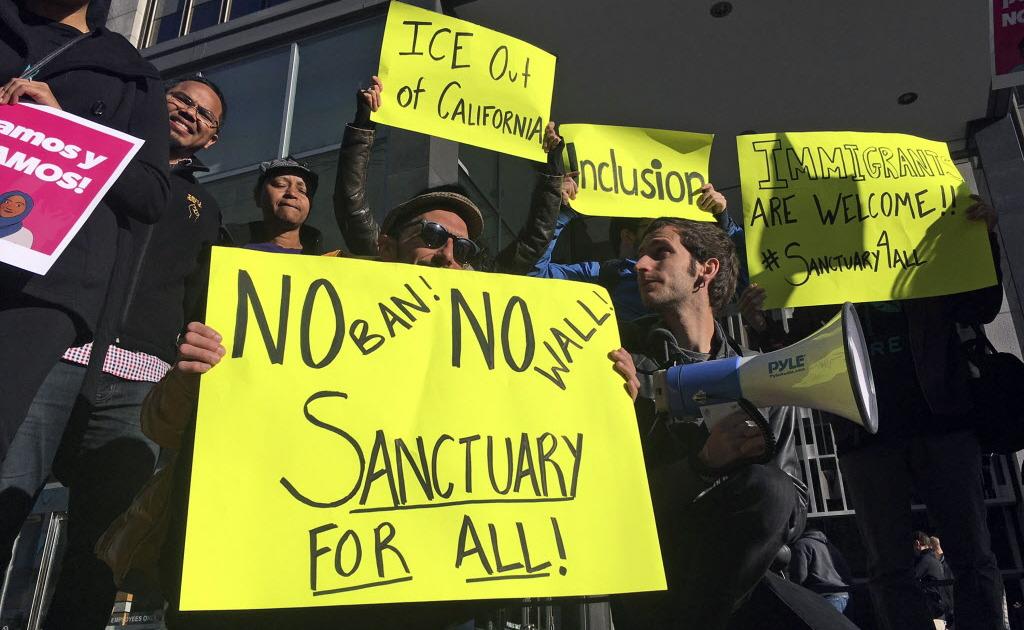 ICE Out
of CALIFORNIA
Inclusion
IMMIGRANTS
ARE WELCOME!!
#SANCTUARY4ALL
amos y
AMOS!
NO BAN! NO WALL!
SANCTUARY
FOR ALL!
PYLE
EMPLOYEES